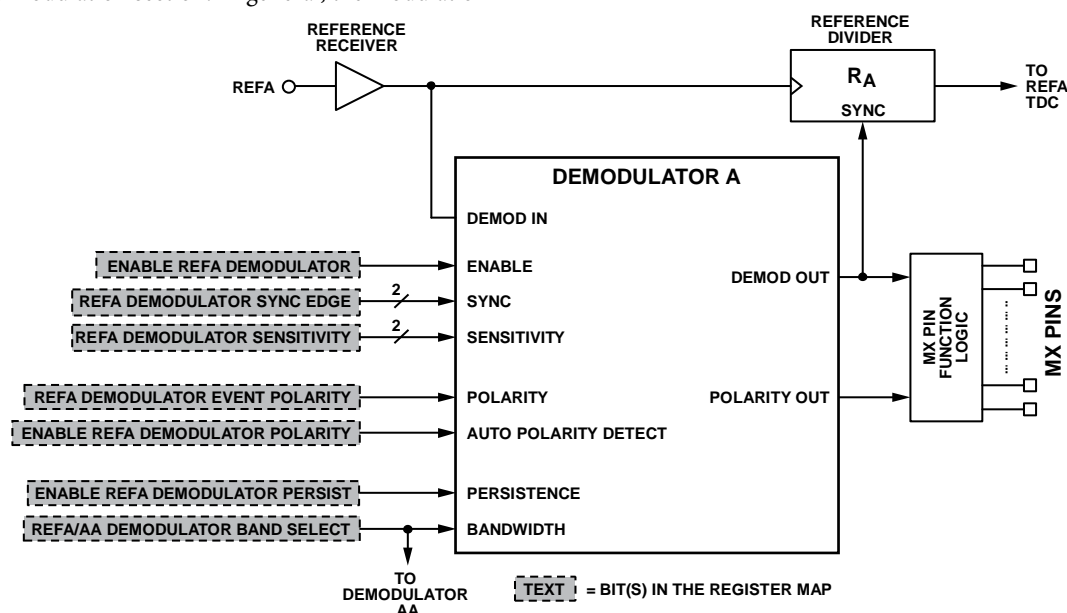 REFERENCE
RECEIVER
REFA
REFERENCE
DIVIDER
RA
SYNC
TO
REFA
TDC
DEMODULATOR A
DEMOD IN
ENABLE REFA DEMODULATOR
ENABLE
REFA DEMODULATOR SYNC EDGE
2
SYNC
REFA DEMODULATOR SENSITIVITY
2
SENSITIVITY
REFA DEMODULATOR EVENT POLARITY
POLARITY
ENABLE REFA DEMODULATOR POLARITY
AUTO POLARITY DETECT
ENABLE REFA DEMODULATOR PERSIST
PERSISTENCE
REFA/AA DEMODULATOR BAND SELECT
BANDWIDTH
DEMOD OUT
POLARITY OUT
MX PIN
FUNCTION
LOGIC
MX PINS
TO
DEMODULATOR
AA
TEXT = BIT(S) IN THE REGISTER MAP